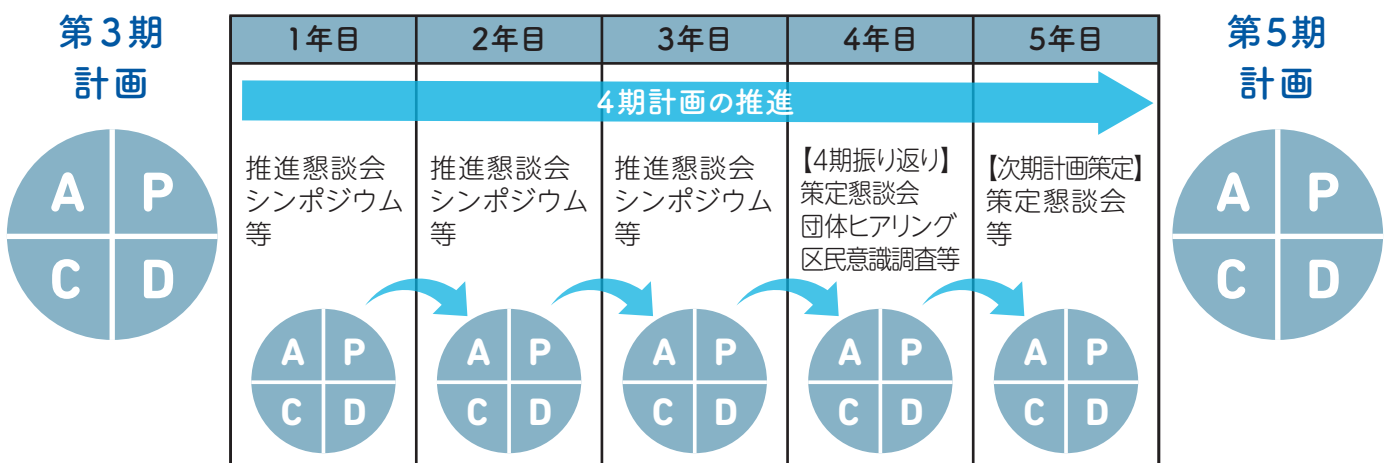 第3期
計画
A P
C D
1年目
2年目
3年目
4年目
5年目
4期計画の推進
推進懇談会
シンポジウム
等
推進懇談会
シンポジウム
等
推進懇談会
シンポジウム
等
【4期振り返り】
策定懇談会
団体ヒアリング
区民意識調査等
【次期計画策定】
策定懇談会
等
A P
C D
A P
C D
A P
C D
A P
C D
A P
C D
第5期
計画
A P
C D